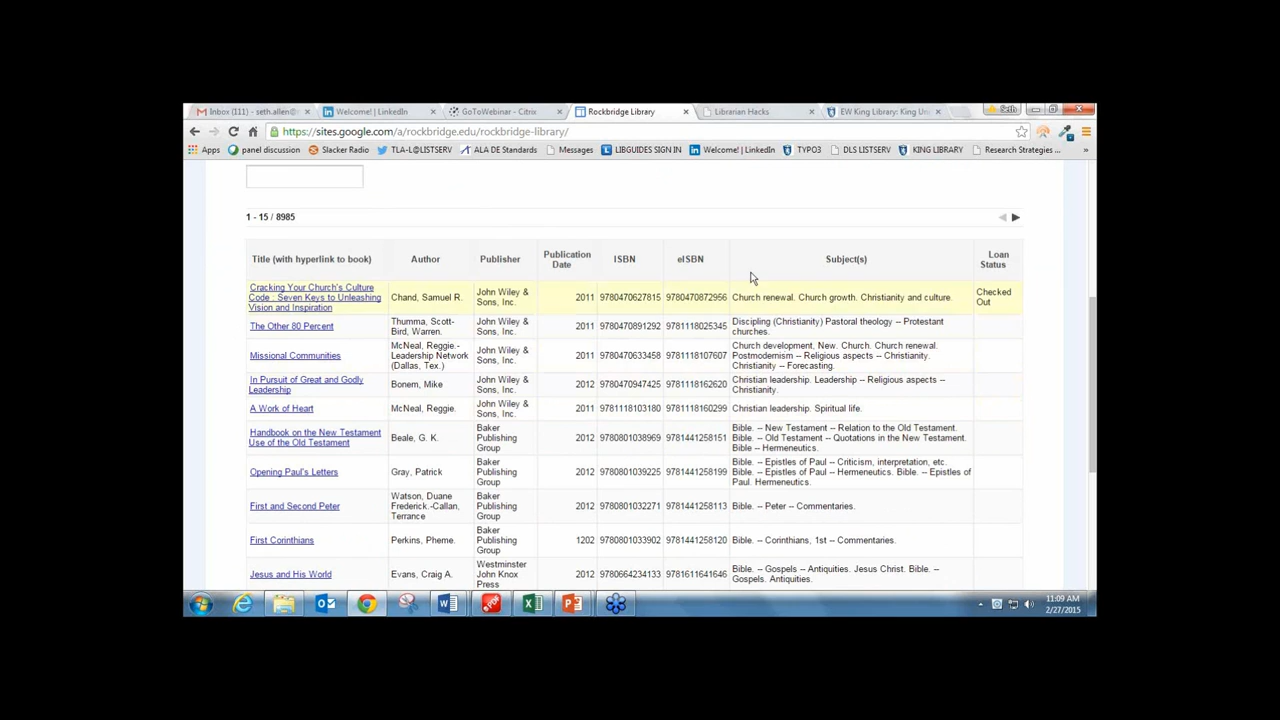 Inbox (111) - seth.allen@
Welcome! | LinkedIn
GoToWebinar - Citrix
Rockbridge Library
Librarian Hacks
EW King Library: King Un
Seth
https://sites.google.com/a/rockbridge.edu/rockbridge-library/
Apps
panel discussion
Slacker Radio
TLA-L@LISTSERV
ALA DE Standards
Messages
LIBGUIDES SIGN IN
Welcome! | LinkedIn
TYPO3
DLS LISTSERV
KING LIBRARY
Research Strategies ...
»
1 - 15 / 8985
Title (with hyperlink to book)
Author
Publisher
Publication
Date
ISBN
eISBN
Subject(s)
Loan
Status
Cracking Your Church's Culture
Code : Seven Keys to Unleashing
Vision and Inspiration
Chand, Samuel R.
John Wiley &
Sons, Inc.
2011
9780470627815
9780470872956
Church renewal. Church growth. Christianity and culture.
Checked
Out
The Other 80 Percent
Thumma, Scott-
Bird, Warren.
John Wiley &
Sons, Inc.
2011
9780470891292
9781118025345
Discipling (Christianity) Pastoral theology -- Protestant
churches.
Missional Communities
McNeal, Reggie.-
Leadership Network
(Dallas, Tex.)
John Wiley &
Sons, Inc.
2011
9780470633458
9781118107607
Church development, New. Church. Church renewal.
Postmodernism -- Religious aspects -- Christianity.
Christianity -- Forecasting.
In Pursuit of Great and Godly
Leadership
Bonem, Mike
John Wiley &
Sons, Inc.
2012
9780470947425
9781118162620
Christian leadership. Leadership -- Religious aspects --
Christianity.
A Work of Heart
McNeal, Reggie.
John Wiley &
Sons, Inc.
2011
9781118103180
9781118160299
Christian leadership. Spiritual life.
Handbook on the New Testament
Use of the Old Testament
Beale, G. K.
Baker
Publishing
Group
2012
9780801038969
9781441258151
Bible. -- New Testament -- Relation to the Old Testament.
Bible. -- Old Testament -- Quotations in the New Testament.
Bible -- Hermeneutics.
Opening Paul's Letters
Gray, Patrick
Baker
Publishing
Group
2012
9780801039225
9781441258199
Bible. -- Epistles of Paul -- Criticism, interpretation, etc.
Bible. -- Epistles of Paul -- Hermeneutics. Bible. -- Epistles of
Paul. Hermeneutics.
First and Second Peter
Watson, Duane
Frederick.-Callan,
Terrance
Baker
Publishing
Group
2012
9780801032271
9781441258113
Bible. -- Peter -- Commentaries.
First Corinthians
Perkins, Pheme.
Baker
Publishing
Group
1202
9780801033902
9781441258120
Bible. -- Corinthians, 1st -- Commentaries.
Jesus and His World
Evans, Craig A.
Westminster
John Knox
Press
2012
9780664234133
9781611641646
Bible. -- Gospels -- Antiquities. Jesus Christ. Bible. --
Gospels. Antiquities.
11:09 AM
2/27/2015